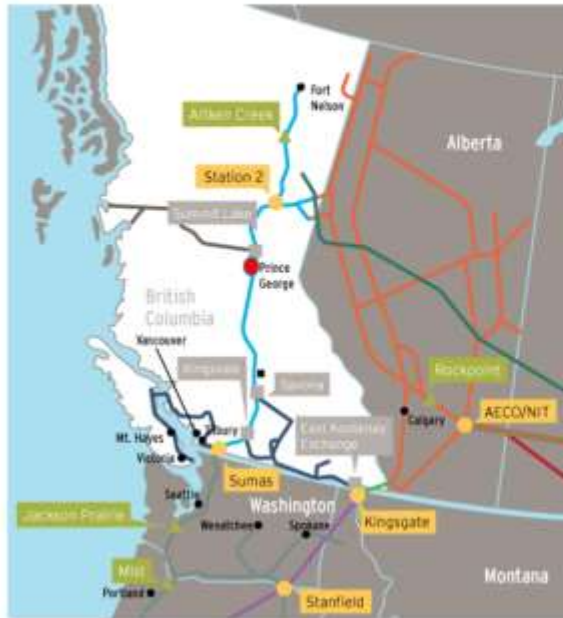 Fort
Nelson
Aitken Creek
Alberta
Station 2
Summit Lake
Prince
George
British
Columbia
Vancouver
Kingsvale
Savona
Rockpoint
AECO/NIT
Calgary
East Kootenay
Exchange
Tilbury
Mt. Hayes
Victoria
Sumas
Seattle
Washington
Kingsgate
Jackson Prairie
Wenatchee
Spokane
Mist
Montana
Portland
Stanfield